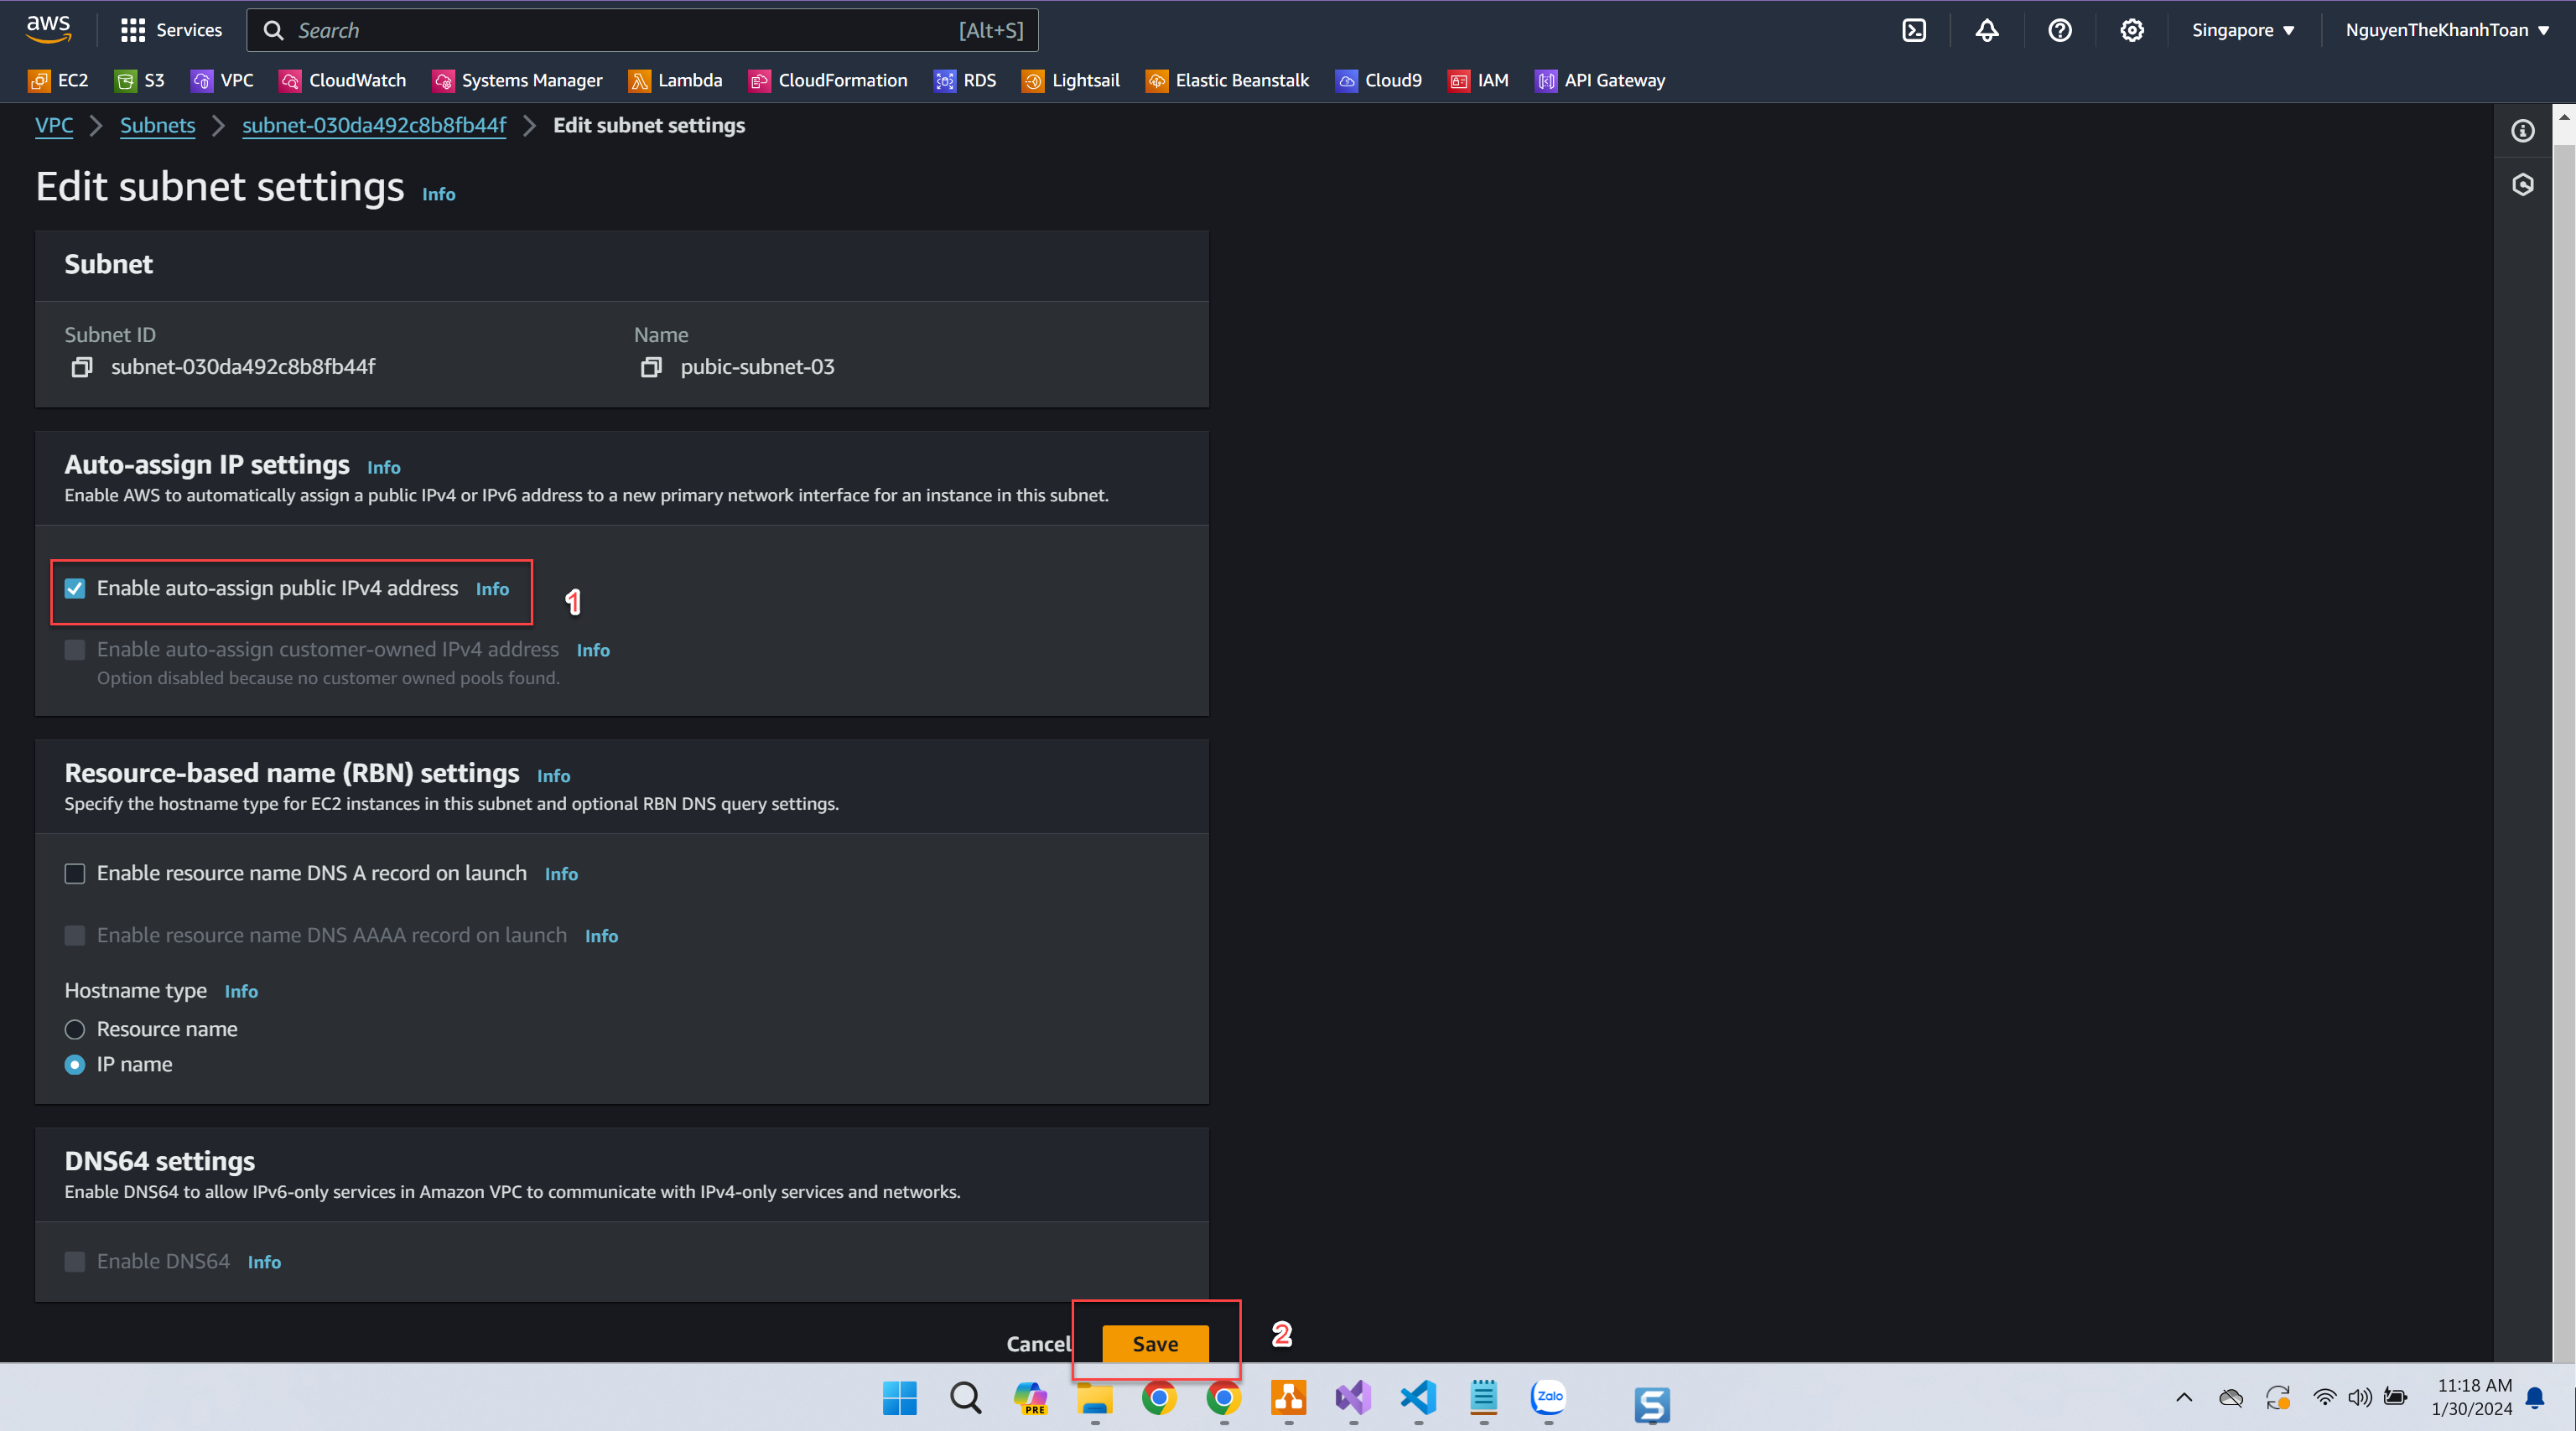 aws
Services
Search
[Alt+S]
Singapore
NguyenTheKhanhToan
EC2
S3
VPC
CloudWatch
Systems Manager
Lambda
CloudFormation
RDS
Lightsail
Elastic Beanstalk
Cloud9
IAM
API Gateway
VPC
Subnets
subnet-030da492c8b8fb44f
Edit subnet settings
Edit subnet settings Info
Subnet
Subnet ID
subnet-030da492c8b8fb44f
Name
pubic-subnet-03
Auto-assign IP settings Info
Enable AWS to automatically assign a public IPv4 or IPv6 address to a new primary network interface for an instance in this subnet.
Enable auto-assign public IPv4 address Info
1
Enable auto-assign customer-owned IPv4 address Info
Option disabled because no customer owned pools found.
Resource-based name (RBN) settings Info
Specify the hostname type for EC2 instances in this subnet and optional RBN DNS query settings.
Enable resource name DNS A record on launch Info
Enable resource name DNS AAAA record on launch Info
Hostname type Info
Resource name
IP name
DNS64 settings
Enable DNS64 to allow IPv6-only services in Amazon VPC to communicate with IPv4-only services and networks.
Enable DNS64 Info
Cancel
Save
2
PRE
Zalo
S
11:18 AM
1/30/2024